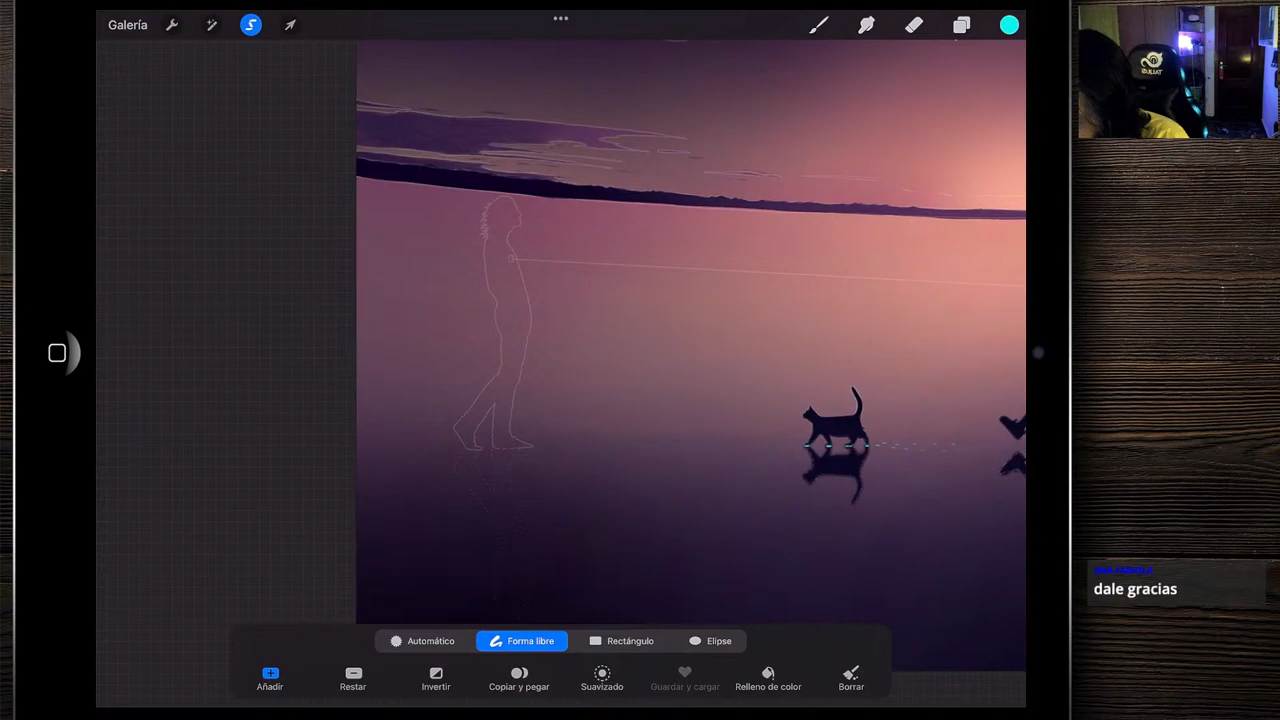 Galería
Automático
Forma libre
Rectángulo
Elipse
Añadir
Restar
Invertir
Copiar y pegar
Suavizado
Guardar y cargar
Relleno de color
Borrar
dale gracias